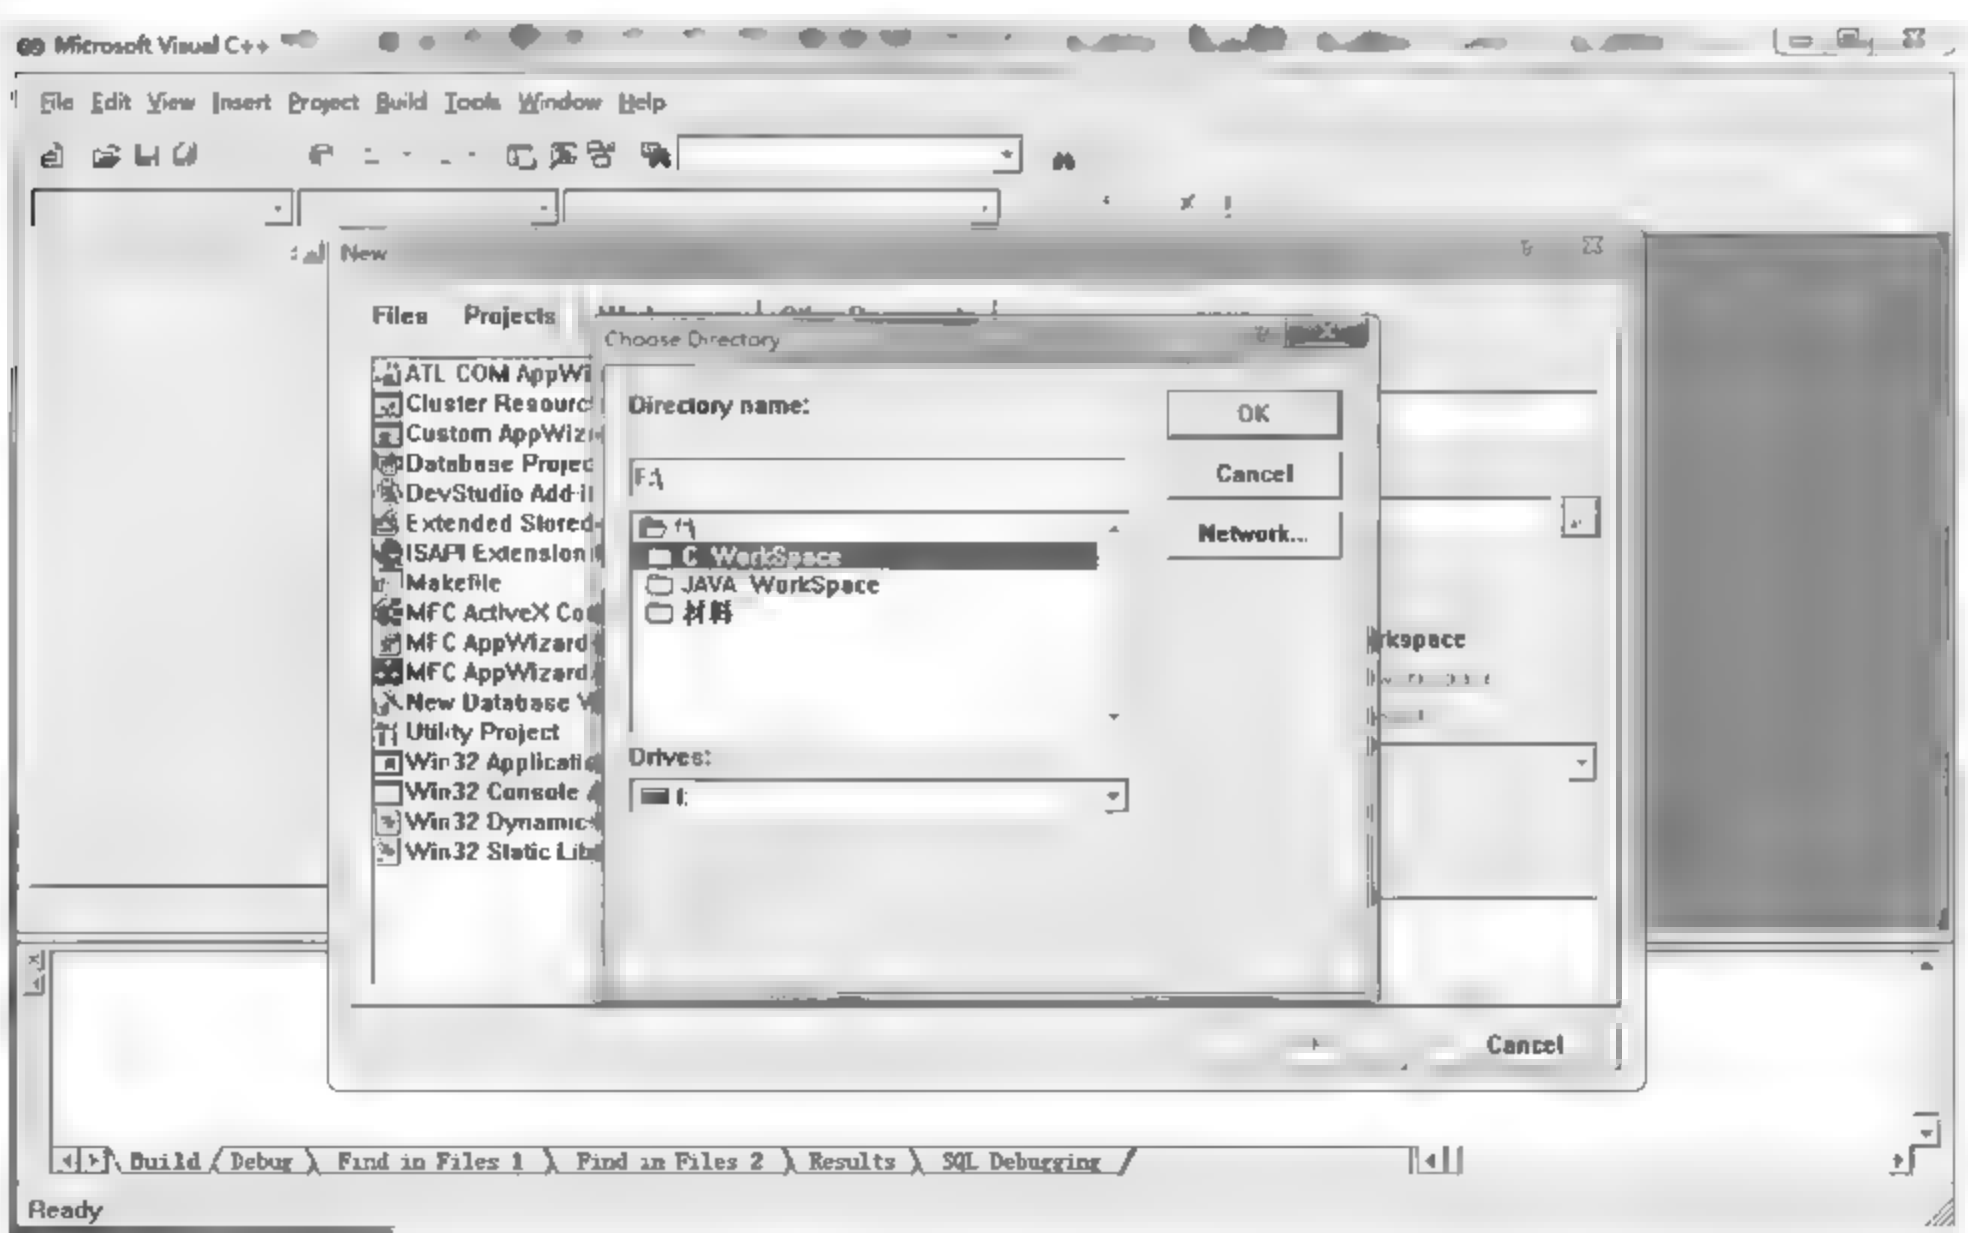 Microsoft Visual C++
File Edit View Insert Project Build Tools Window Help
New
Files Projects
Choose Directory
ATL COM AppWi
Cluster Resourc
Custom AppWiz
Database Projec
DevStudio Add-i
Extended Stored
ISAPI Extension
Makefile
MFC ActiveX Co
MFC AppWizard
MFC AppWizard
New Database
Utility Project
Win32 Applicati
Win32 Console
Win32 Dynamic
Win32 Static Lib
Directory name:
F:\
f:\
C_WorkSpace
JAVA_WorkSpace
材料
Drives:
f:
OK
Cancel
Network...
rkspace
Cancel
Build Debug Find in Files 1 Find in Files 2 Results SQL Debugging
Ready